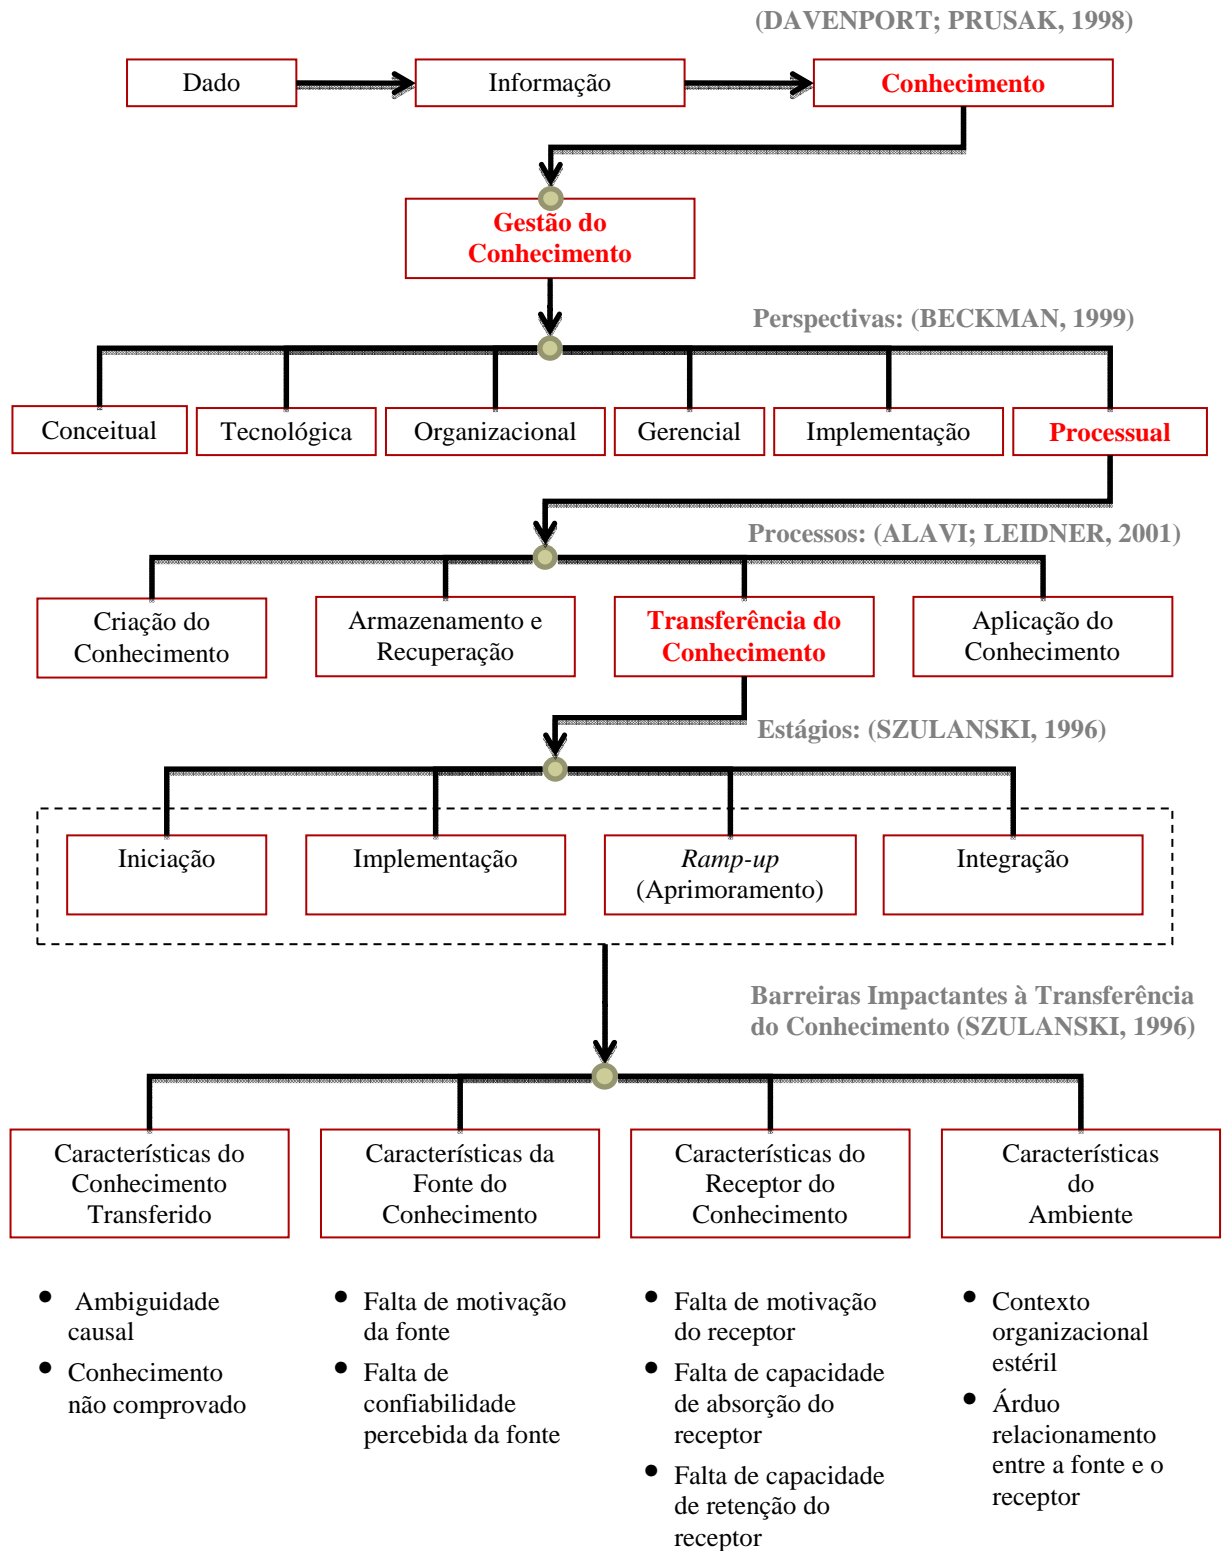 (DAVENPORT; PRUSAK, 1998)
Dado
Informação
Conhecimento
Gestão do
Conhecimento
Perspectivas: (BECKMAN, 1999)
Conceitual
Tecnológica
Organizacional
Gerencial
Implementação
Processual
Processos: (ALAVI; LEIDNER, 2001)
Criação do
Conhecimento
Armazenamento e
Recuperação
Transferência do
Conhecimento
Aplicação do
Conhecimento
Estágios: (SZULANSKI, 1996)
Iniciação
Implementação
Ramp-up
(Aprimoramento)
Integração
Barreiras Impactantes à Transferência
do Conhecimento (SZULANSKI, 1996)
Características do
Conhecimento
Transferido
Características da
Fonte do
Conhecimento
Características do
Receptor do
Conhecimento
Características
do
Ambiente
• Ambiguidade
causal
• Conhecimento
não comprovado
• Falta de motivação
da fonte
• Falta de
confiabilidade
percebida da fonte
• Falta de motivação
do receptor
• Falta de capacidade
de absorção do
receptor
• Falta de capacidade
de retenção do
receptor
• Contexto
organizacional
estéril
• Árduo
relacionamento
entre a fonte e o
receptor